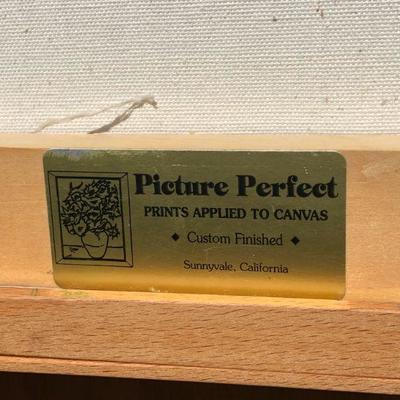 Picture Perfect
PRINTS APPLIED TO CANVAS
◆ Custom Finished ◆
Sunnyvale, California